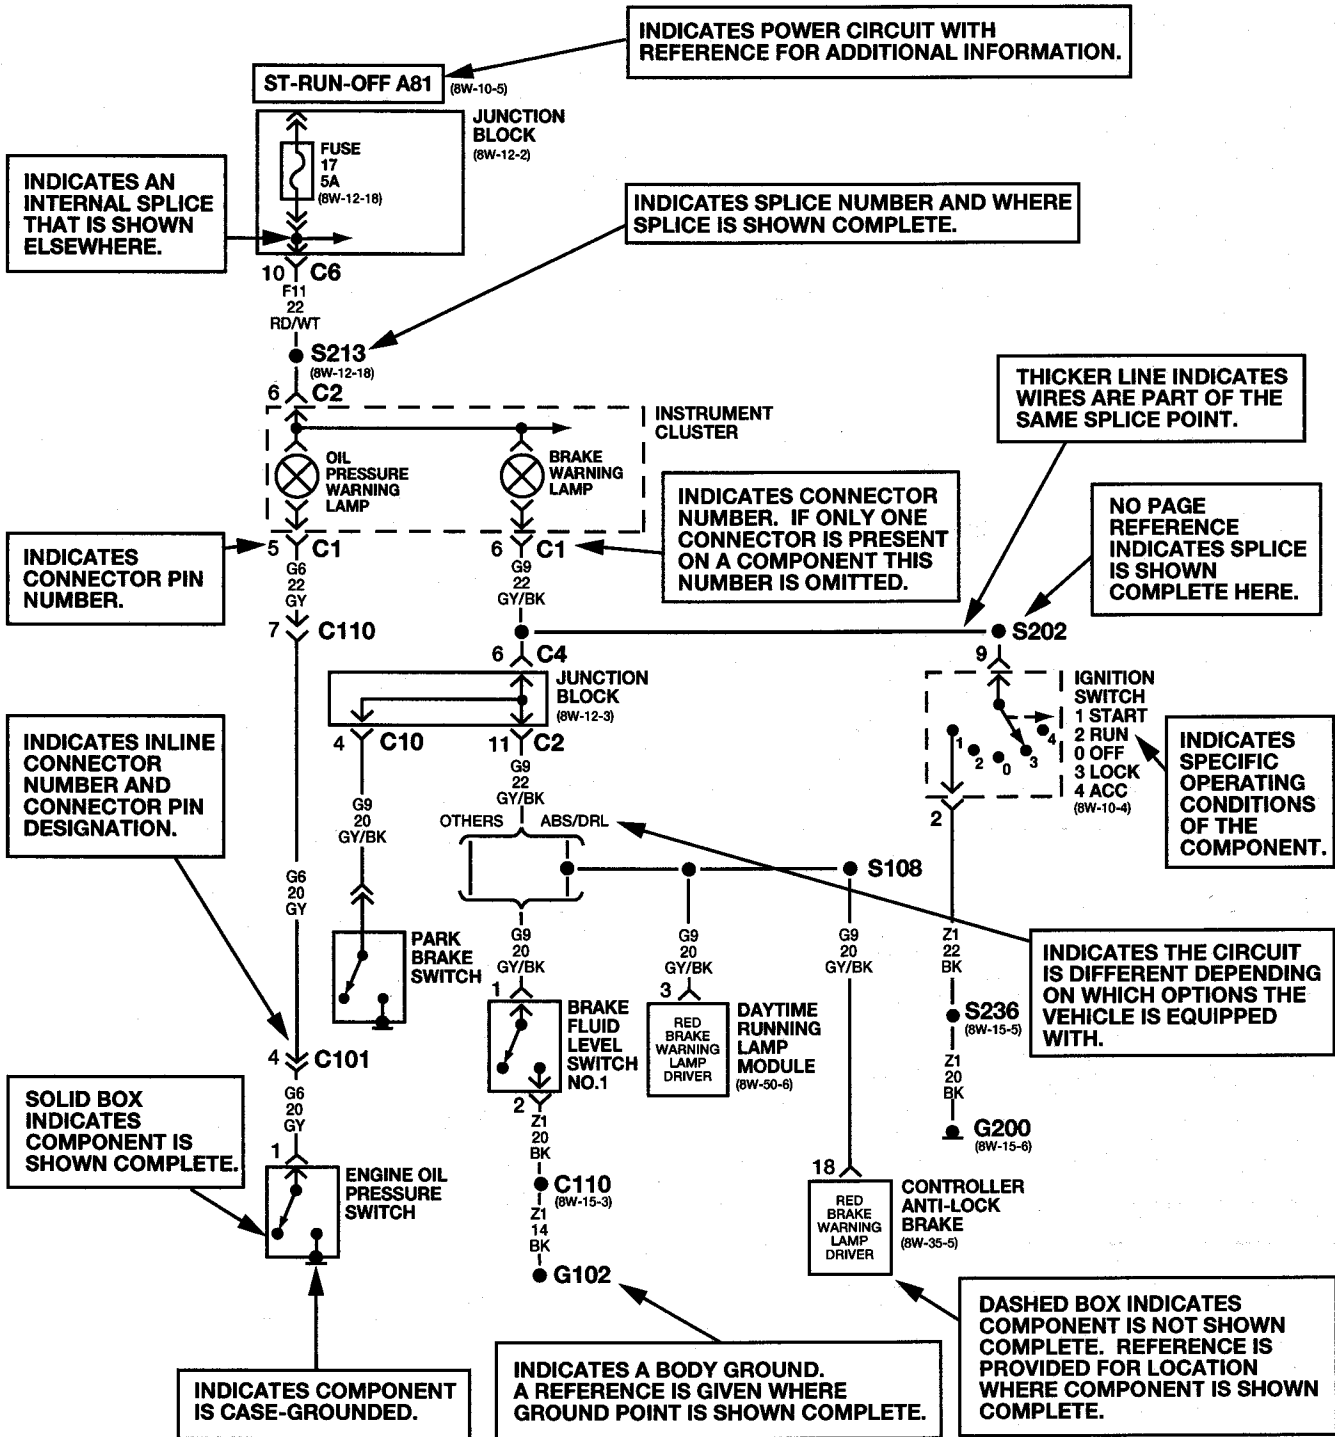 INDICATES POWER CIRCUIT WITH
REFERENCE FOR ADDITIONAL INFORMATION.
ST-RUN-OFF A81
(8W-10-5)
JUNCTION
BLOCK
(8W-12-2)
FUSE
17
5A
(8W-12-18)
INDICATES AN
INTERNAL SPLICE
THAT IS SHOWN
ELSEWHERE.
INDICATES SPLICE NUMBER AND WHERE
SPLICE IS SHOWN COMPLETE.
10 C6
F11
22
RD/WT
S213
(8W-12-18)
6 C2
THICKER LINE INDICATES
WIRES ARE PART OF THE
SAME SPLICE POINT.
INSTRUMENT
CLUSTER
OIL
PRESSURE
WARNING
LAMP
BRAKE
WARNING
LAMP
INDICATES CONNECTOR
NUMBER. IF ONLY ONE
CONNECTOR IS PRESENT
ON A COMPONENT THIS
NUMBER IS OMITTED.
NO PAGE
REFERENCE
INDICATES SPLICE
IS SHOWN
COMPLETE HERE.
INDICATES
CONNECTOR PIN
NUMBER.
5 C1
G6
22
GY
7 C110
6 C1
G9
22
GY/BK
6 C4
S202
9
JUNCTION
BLOCK
(8W-12-3)
IGNITION
SWITCH
1 START
2 RUN
0 OFF
3 LOCK
4 ACC
(8W-10-4)
1
2
0
3
4
2
INDICATES
SPECIFIC
OPERATING
CONDITIONS
OF THE
COMPONENT.
INDICATES INLINE
CONNECTOR
NUMBER AND
CONNECTOR PIN
DESIGNATION.
4 C10
11 C2
G9
22
GY/BK
G9
20
GY/BK
OTHERS ABS/DRL
S108
G6
20
GY
PARK
BRAKE
SWITCH
G9
20
GY/BK
G9
20
GY/BK
G9
20
GY/BK
Z1
22
BK
INDICATES THE CIRCUIT
IS DIFFERENT DEPENDING
ON WHICH OPTIONS THE
VEHICLE IS EQUIPPED
WITH.
1
BRAKE
FLUID
LEVEL
SWITCH
NO.1
3
RED
BRAKE
WARNING
LAMP
DRIVER
DAYTIME
RUNNING
LAMP
MODULE
(8W-50-6)
S236
(8W-15-5)
Z1
20
BK
G200
(8W-15-6)
4 C101
G6
20
GY
SOLID BOX
INDICATES
COMPONENT IS
SHOWN COMPLETE.
1
ENGINE OIL
PRESSURE
SWITCH
2
Z1
20
BK
C110
(8W-15-3)
Z1
14
BK
G102
18
RED
BRAKE
WARNING
LAMP
DRIVER
CONTROLLER
ANTI-LOCK
BRAKE
(8W-35-5)
DASHED BOX INDICATES
COMPONENT IS NOT SHOWN
COMPLETE. REFERENCE IS
PROVIDED FOR LOCATION
WHERE COMPONENT IS SHOWN
COMPLETE.
INDICATES A BODY GROUND.
A REFERENCE IS GIVEN WHERE
GROUND POINT IS SHOWN COMPLETE.
INDICATES COMPONENT
IS CASE-GROUNDED.